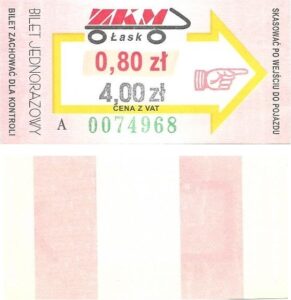 BILET JEDNORAZOWY
BILET ZACHOWAĆ DLA KONTROLI
ZKM
Łask
0,80 zł
4,00 zł
CENA Z VAT
A 0074968
SKASOWAĆ PO WEJŚCIU DO POJAZDU